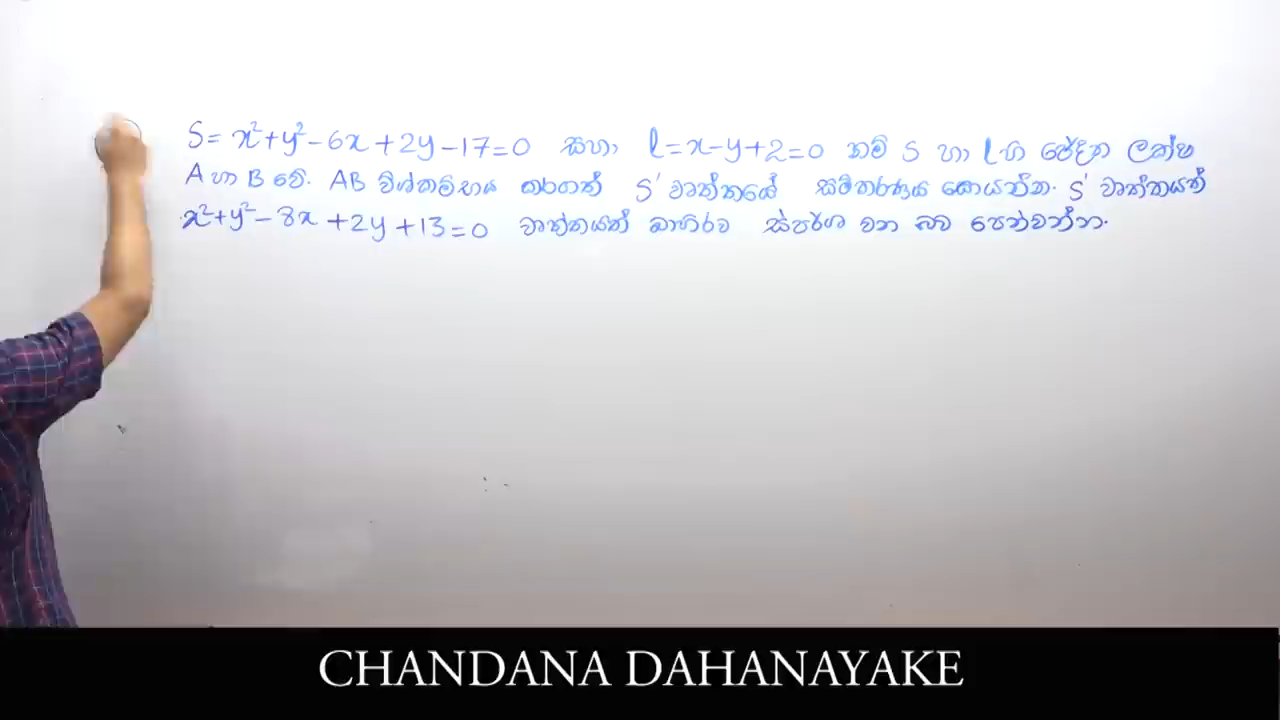 S = x² + y² - 6x + 2y - 17 = 0 සහා l = x - y + 2 = 0 නම් S හා l හි ඡේදන ලක්ෂ
A හා B වේ. AB විශ්කම්භය කරගත් S' වෘත්තයේ සමීකරණය සොයන්න. S' වෘත්තයත්
x² + y² - 8x + 2y + 13 = 0 වෘත්තයත් බාහිරව ස්පර්ශ වන බව පෙන්වන්න.
CHANDANA DAHANAYAKE